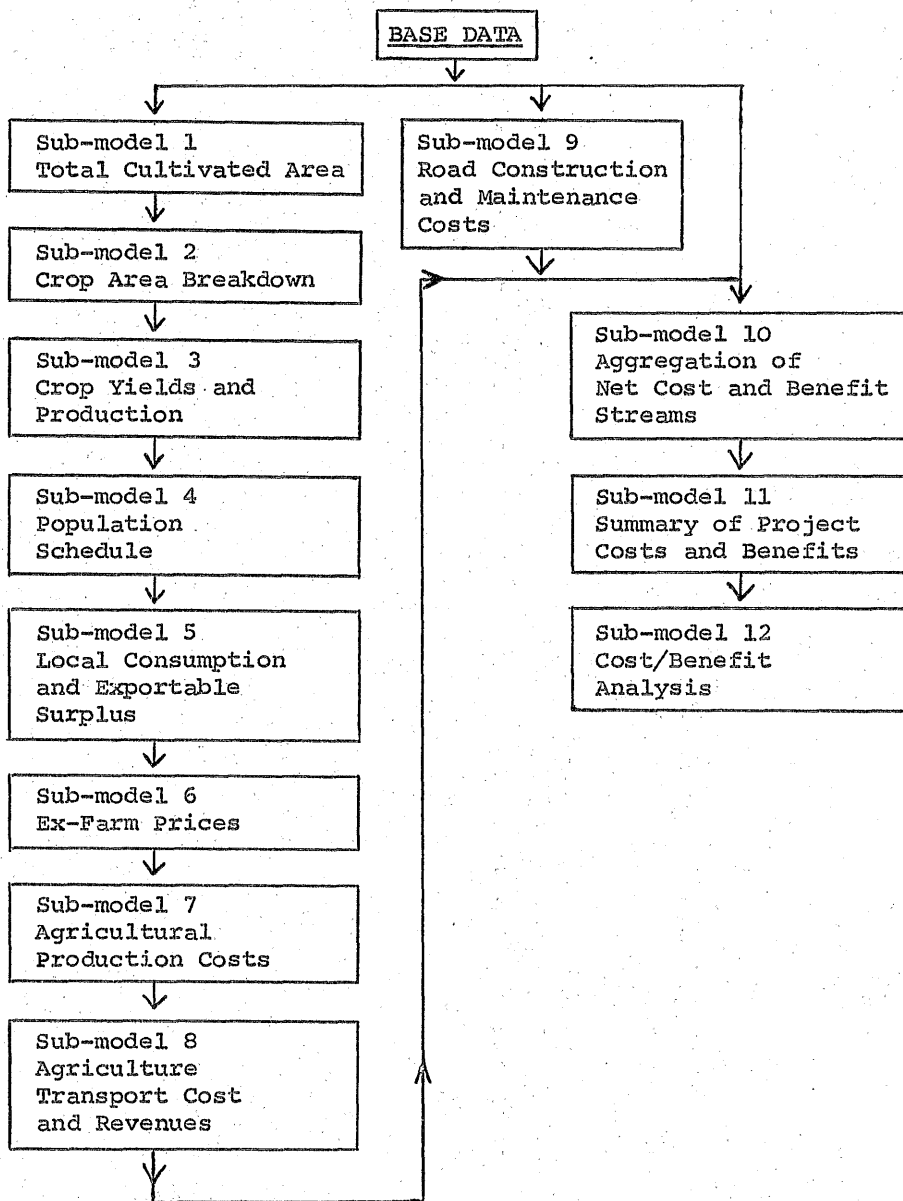 BASE DATA
Sub-model 1
Total Cultivated Area
Sub-model 2
Crop Area Breakdown
Sub-model 3
Crop Yields and
Production
Sub-model 4
Population
Schedule
Sub-model 5
Local Consumption
and Exportable
Surplus
Sub-model 6
Ex-Farm Prices
Sub-model 7
Agricultural
Production Costs
Sub-model 8
Agriculture
Transport Cost
and Revenues
Sub-model 9
Road Construction
and Maintenance
Costs
Sub-model 10
Aggregation of
Net Cost and Benefit
Streams
Sub-model 11
Summary of Project
Costs and Benefits
Sub-model 12
Cost/Benefit
Analysis